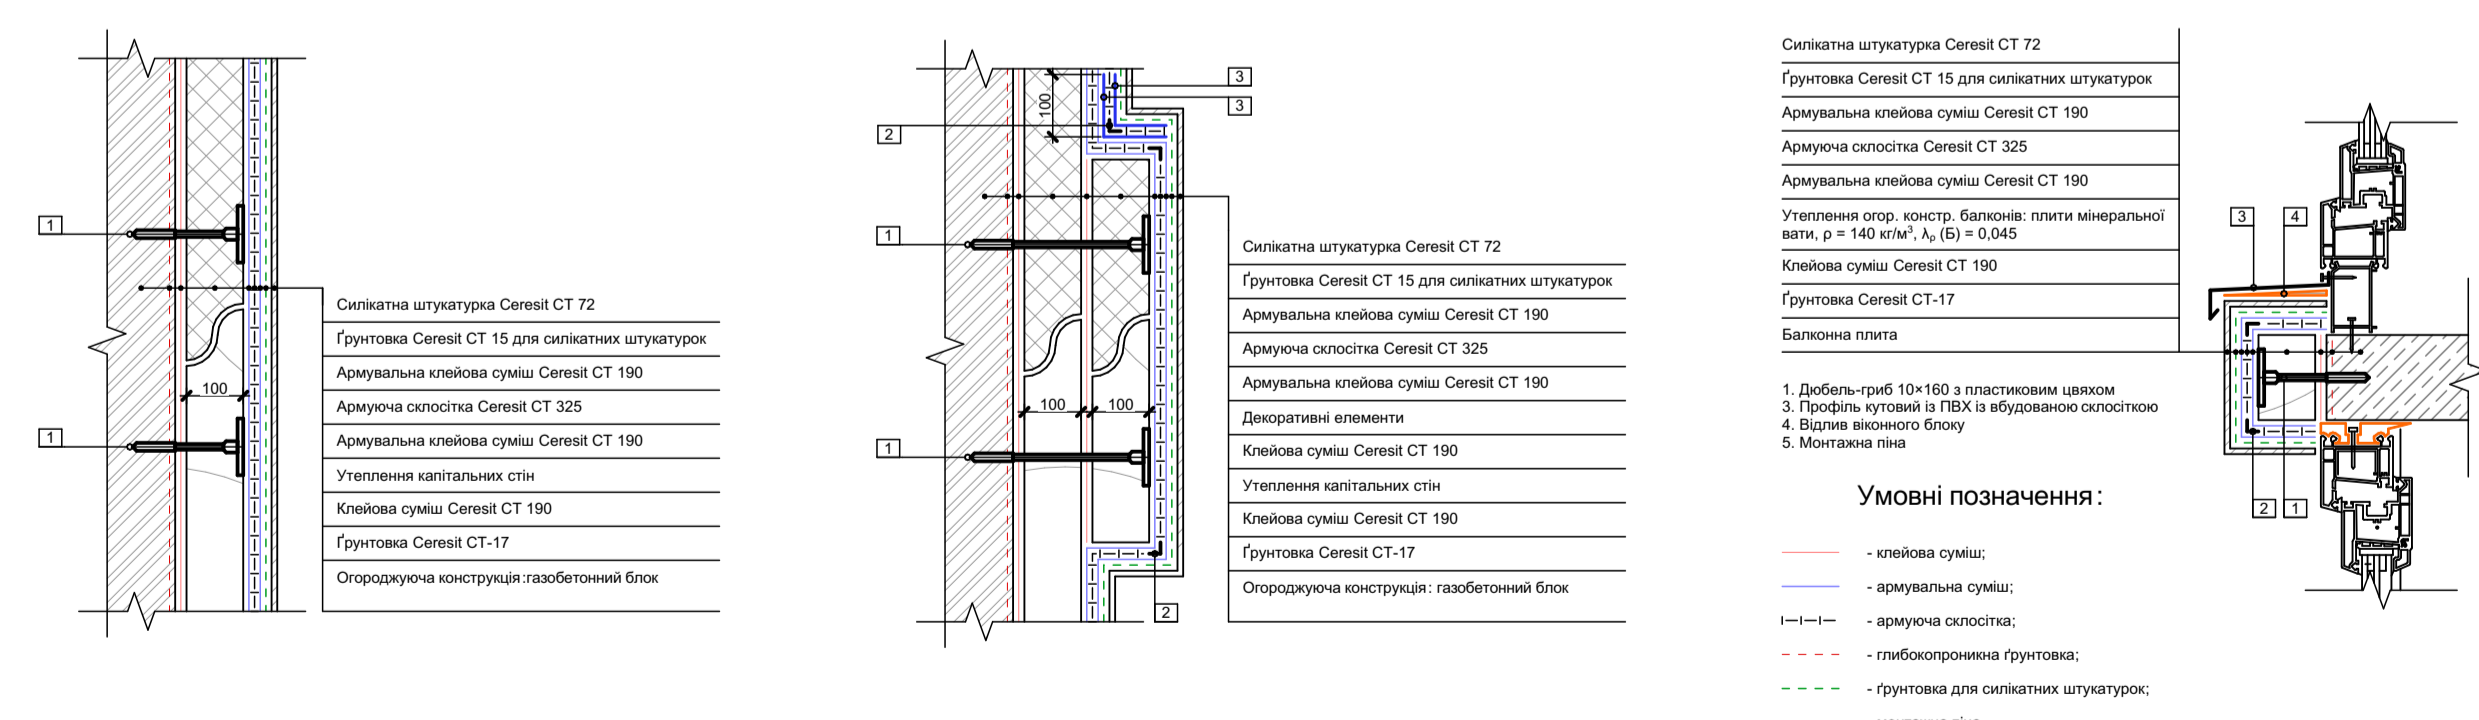 1
1
100
Силікатна штукатурка Ceresit CT 72
Ґрунтовка Ceresit CT 15 для силікатних штукатурок
Армувальна клейова суміш Ceresit CT 190
Армуюча склосітка Ceresit CT 325
Армувальна клейова суміш Ceresit CT 190
Утеплення капітальних стін
Клейова суміш Ceresit CT 190
Ґрунтовка Ceresit CT-17
Огороджуюча конструкція:газобетонний блок
3
3
100
2
1
1
100
100
2
Силікатна штукатурка Ceresit CT 72
Ґрунтовка Ceresit CT 15 для силікатних штукатурок
Армувальна клейова суміш Ceresit CT 190
Армуюча склосітка Ceresit CT 325
Армувальна клейова суміш Ceresit CT 190
Декоративні елементи
Клейова суміш Ceresit CT 190
Утеплення капітальних стін
Клейова суміш Ceresit CT 190
Ґрунтовка Ceresit CT-17
Огороджуюча конструкція: газобетонний блок
Силікатна штукатурка Ceresit CT 72
Ґрунтовка Ceresit CT 15 для силікатних штукатурок
Армувальна клейова суміш Ceresit CT 190
Армуюча склосітка Ceresit CT 325
Армувальна клейова суміш Ceresit CT 190
Утеплення огор. констр. балконів: плити мінеральної
вати, ρ = 140 кг/м³, λρ (Б) = 0,045
Клейова суміш Ceresit CT 190
Ґрунтовка Ceresit CT-17
Балконна плита
3
4
2
1
1. Дюбель-гриб 10×160 з пластиковим цвяхом
3. Профіль кутовий із ПВХ із вбудованою склосіткою
4. Відлив віконного блоку
5. Монтажна піна
Умовні позначення:
- клейова суміш;
- армувальна суміш;
- армуюча склосітка;
- глибокопроникна ґрунтовка;
- ґрунтовка для силікатних штукатурок;